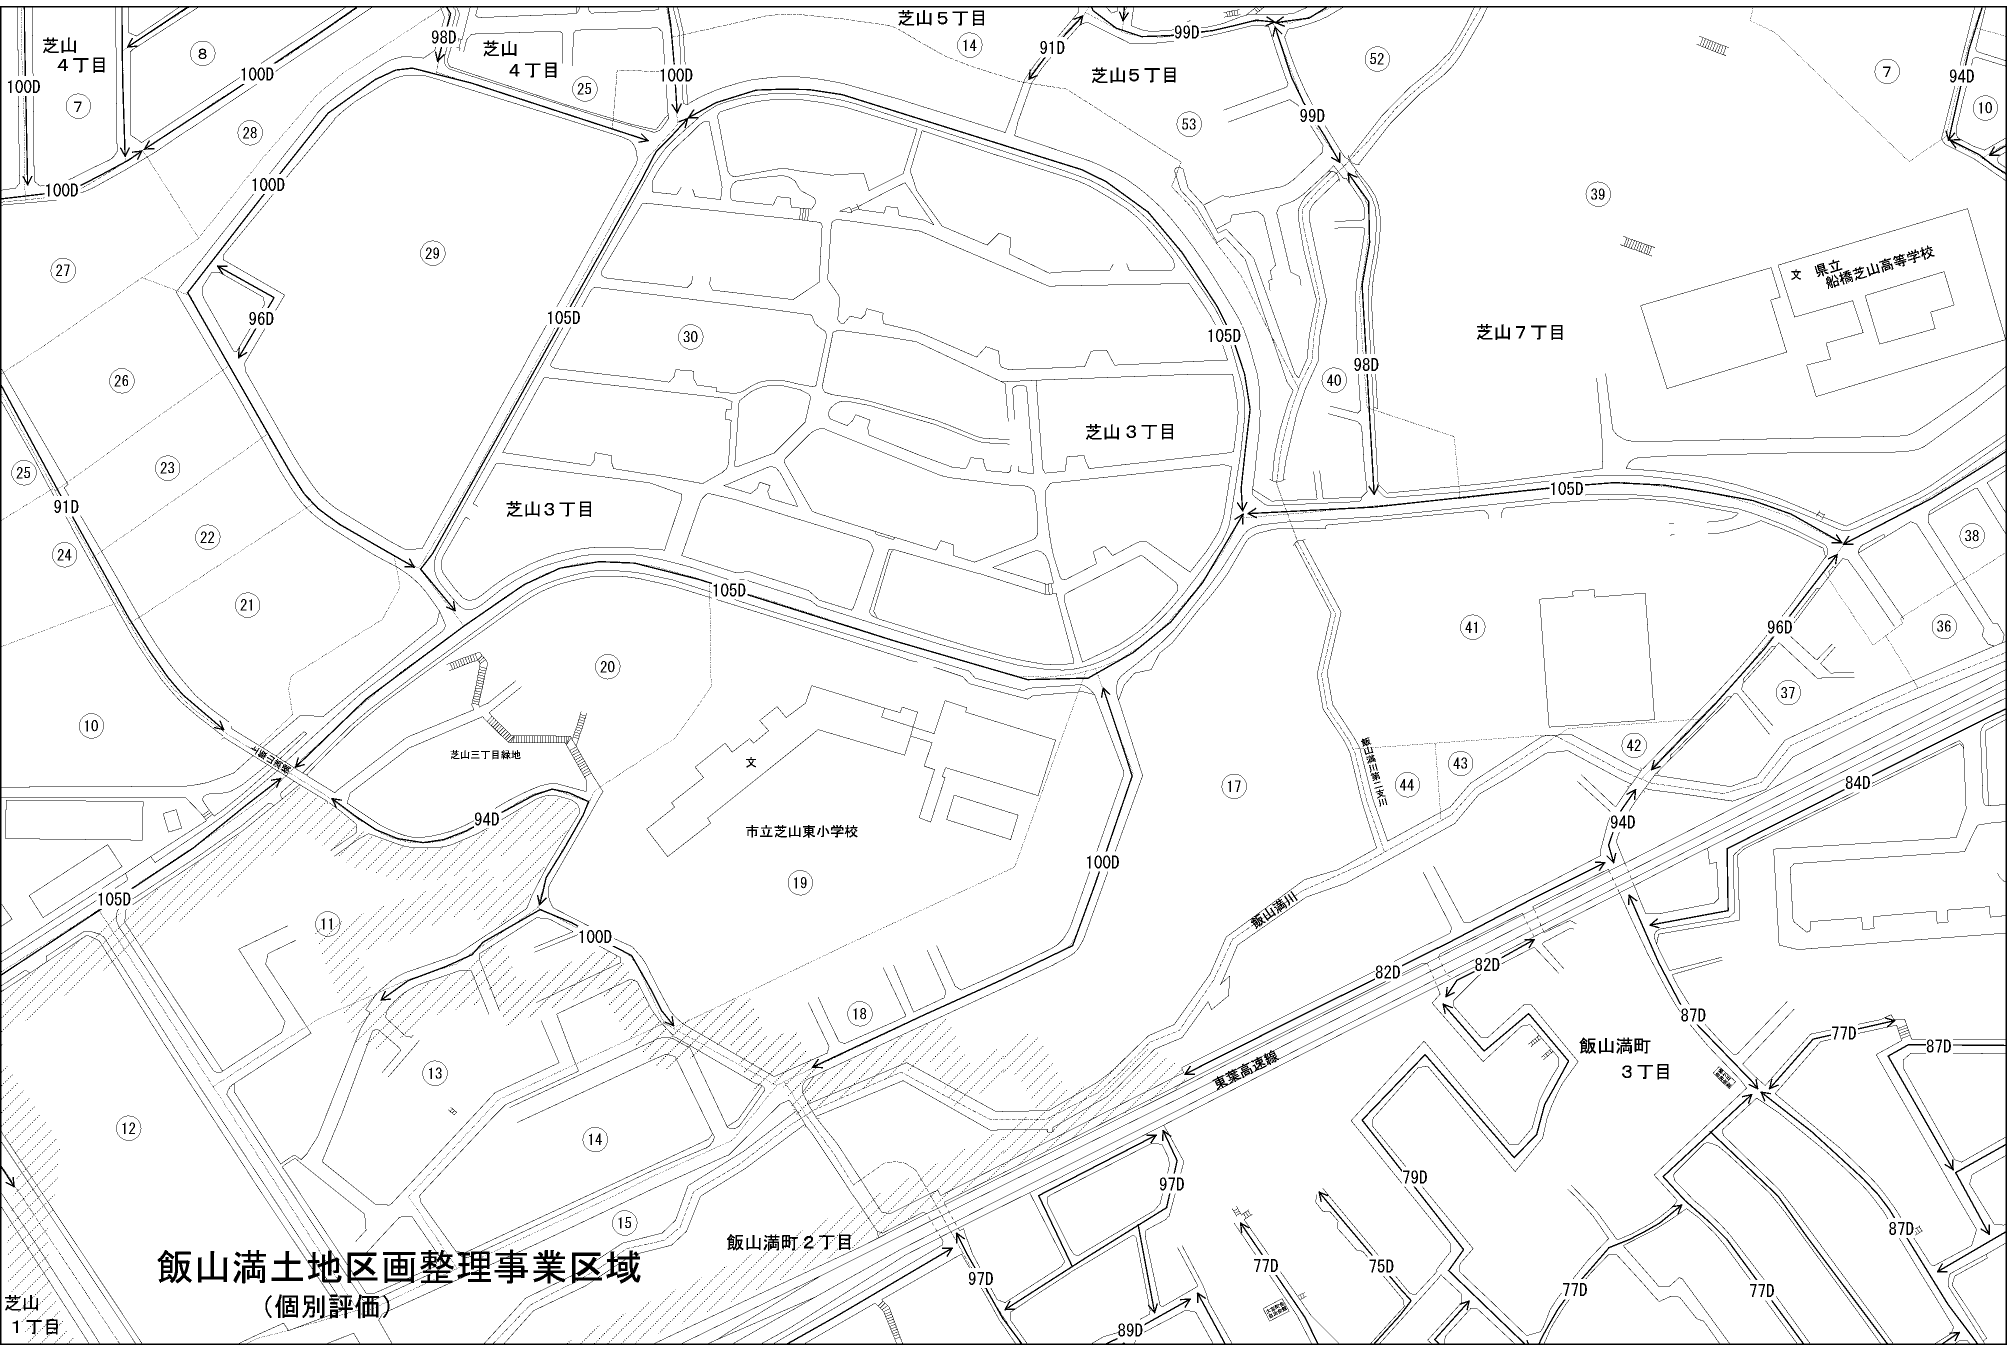 芝山５丁目
98D
芝山
４丁目
芝山
４丁目
14
91D
99D
8
100D
100D
52
芝山５丁目
7
94D
100D
25
7
10
99D
28
53
100D
100D
39
29
27
県立
船橋芝山高等学校
文
96D
105D
30
105D
芝山７丁目
98D
26
40
芝山３丁目
23
25
91D
105D
芝山３丁目
22
38
24
105D
21
41
96D
36
20
37
10
42
芝山三丁目緑地
文
43
飯山満川第二支川
44
17
84D
94D
94D
市立芝山東小学校
100D
19
105D
飯山満川
11
100D
82D
82D
18
87D
77D
87D
飯山満町
３丁目
東葉高速線
13
12
14
79D
97D
15
87D
飯山満町２丁目
飯山満土地区画整理事業区域
（個別評価）
97D
77D
75D
77D
77D
芝山
１丁目
89D